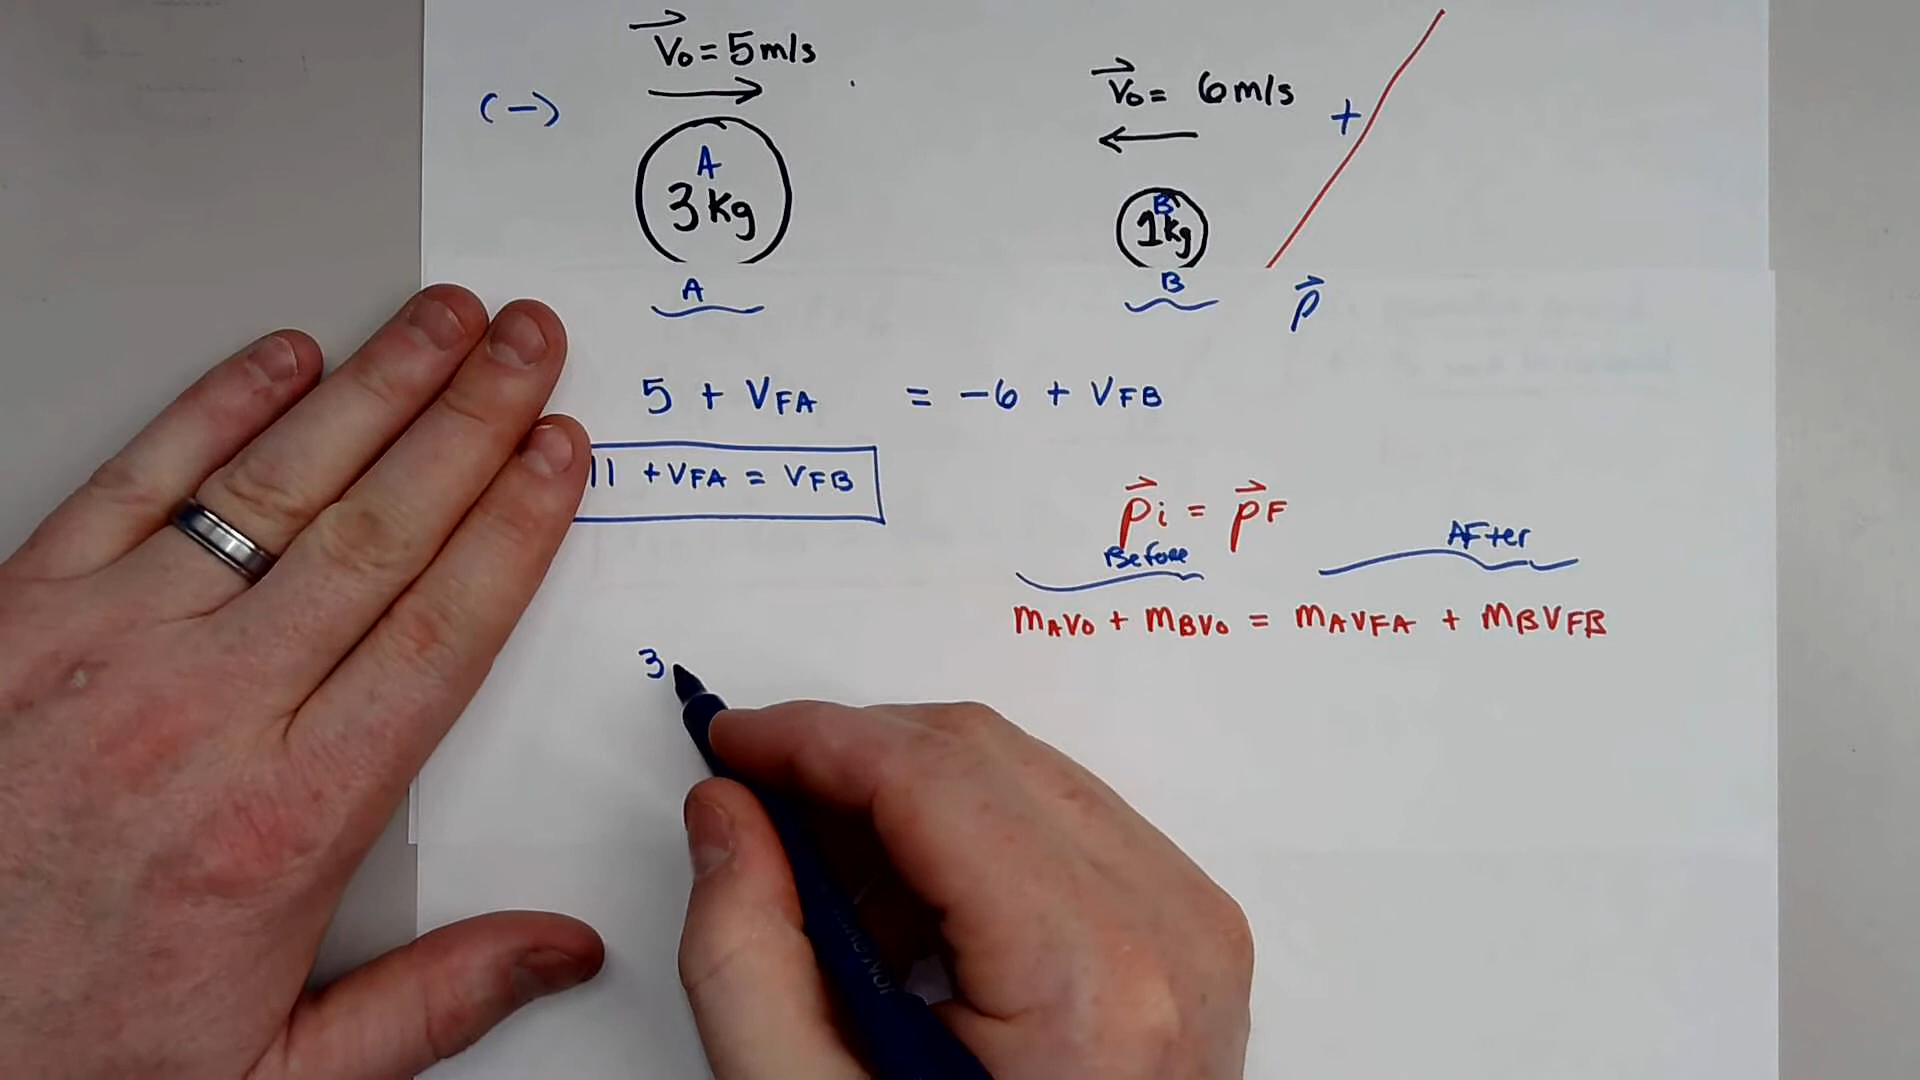 V₀ = 5 m/s
V₀ = 6 m/s
(−)
+
A
3 kg
B
1 kg
A
B
p
5 + VFA = −6 + VFB
11 + VFA = VFB
pi = pF
Before
AFter
mAV₀ + mBV₀ = mAVFA + mBVFB
3